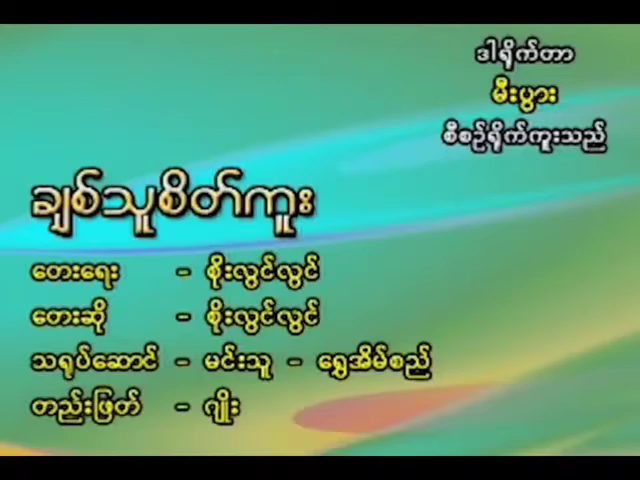 ဒါရိုက်တာ
မီးပွား
စီစဉ်ရိုက်ကူးသည်
ချစ်သူစိတ်ကူး
တေးရေး - စိုးလွင်လွင်
တေးဆို - စိုးလွင်လွင်
သရုပ်ဆောင် - မင်းသူ - ရွှေအိမ်စည်
တည်းဖြတ် - ဂျိုး